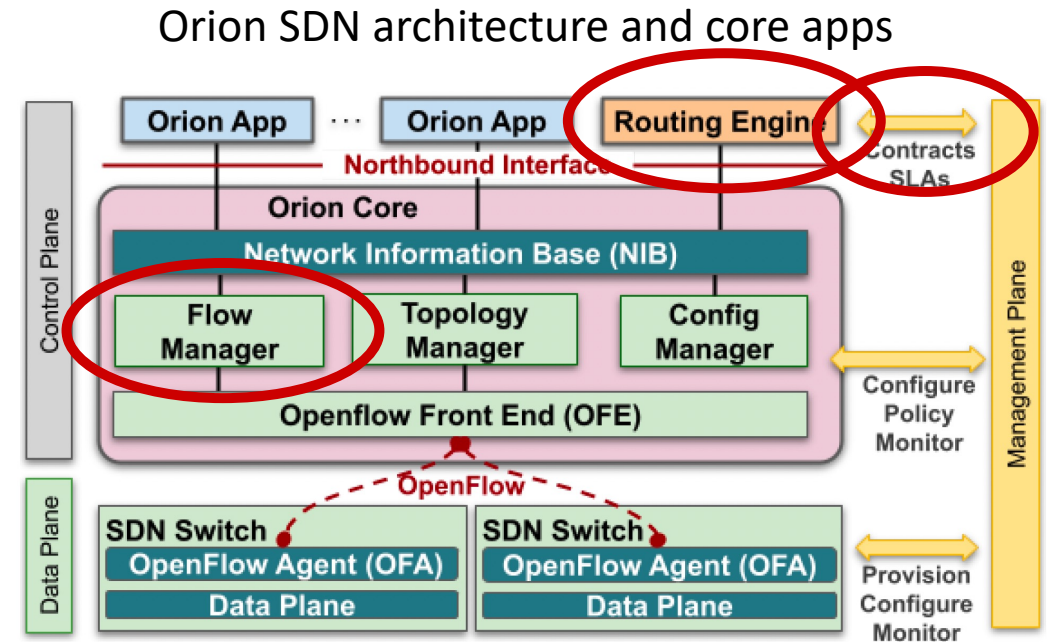 Orion SDN architecture and core apps
Orion App
...
Orion App
Routing Engine
Northbound Interface
Contracts
SLAs
Control Plane
Orion Core
Network Information Base (NIB)
Flow
Manager
Topology
Manager
Config
Manager
Configure
Policy
Monitor
Management Plane
Openflow Front End (OFE)
OpenFlow
Data Plane
SDN Switch
OpenFlow Agent (OFA)
Data Plane
SDN Switch
OpenFlow Agent (OFA)
Data Plane
Provision
Configure
Monitor